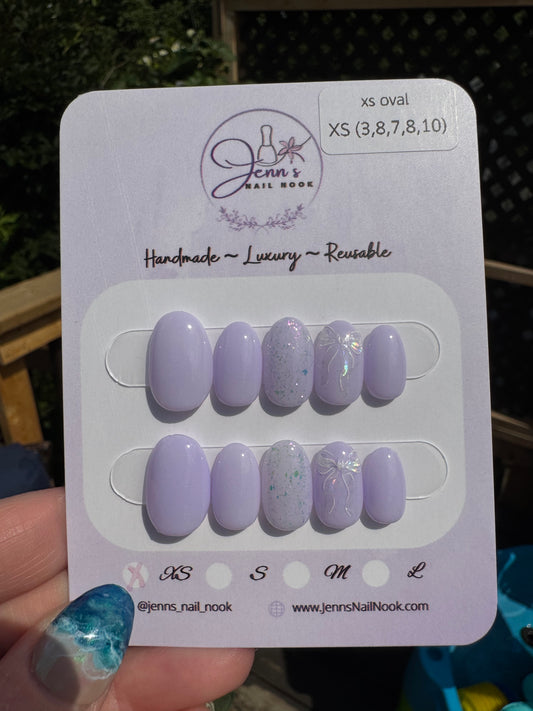 xs oval
XS (3,8,7,8,10)
Jenn's
NAIL NOOK
Handmade ~ Luxury ~ Reusable
X XS S M L
@jenns_nail_nook www.JennsNailNook.com